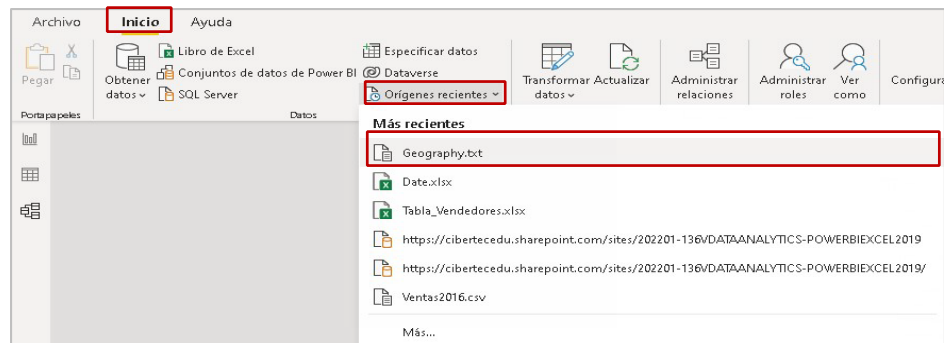 Archivo Inicio Ayuda
Pegar
Obtener datos
Libro de Excel
Conjuntos de datos de Power BI
SQL Server
Especificar datos
Dataverse
Orígenes recientes
Transformar datos
Actualizar
Administrar relaciones
Administrar roles
Ver como
Configura
Portapapeles
Datos
Más recientes
Geography.txt
Date.xlsx
Tabla_Vendedores.xlsx
https://cibertecedu.sharepoint.com/sites/202201-136VDATAANALYTICS-POWERBIEXCEL2019
https://cibertecedu.sharepoint.com/sites/202201-136VDATAANALYTICS-POWERBIEXCEL2019/
Ventas2016.csv
Más...